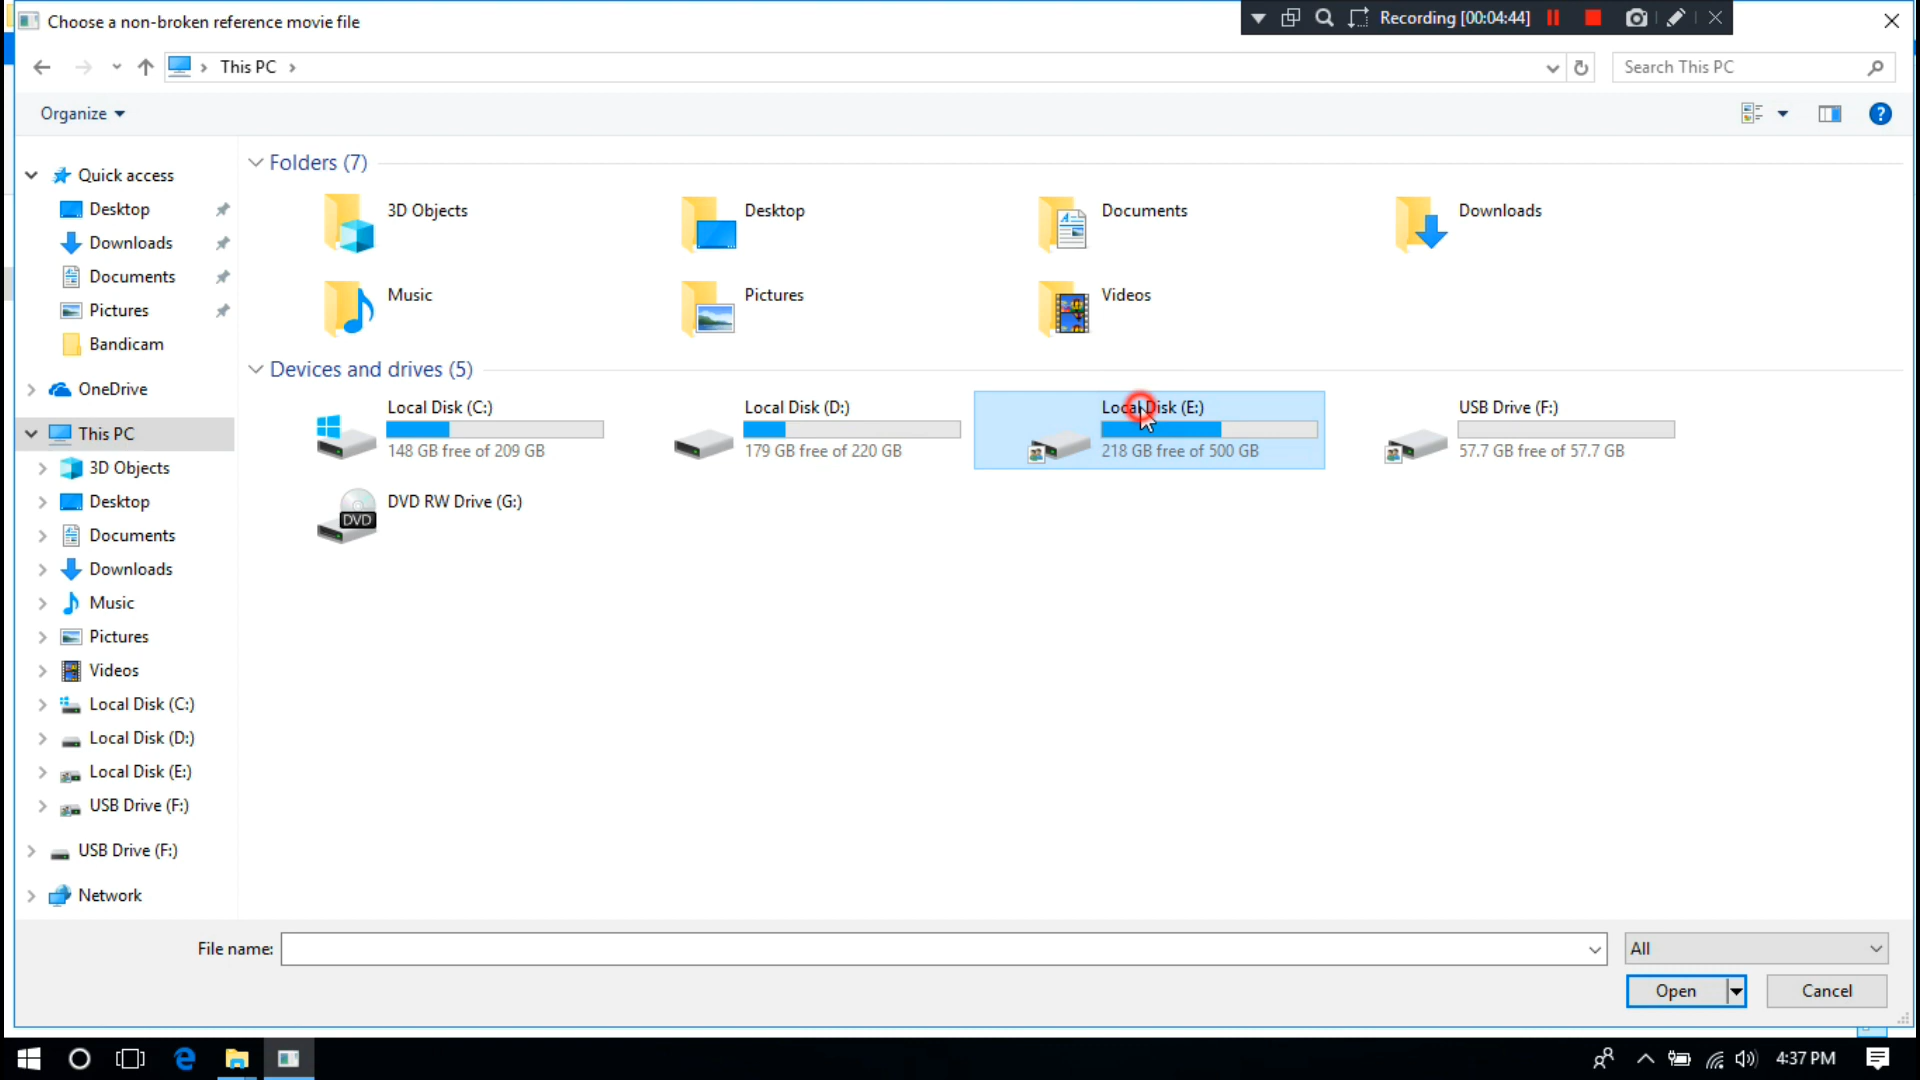 Choose a non-broken reference movie file
Recording [00:04:44]
This PC
Search This PC
Organize
Quick access
Desktop
Downloads
Documents
Pictures
Bandicam
OneDrive
This PC
3D Objects
Desktop
Documents
Downloads
Music
Pictures
Videos
Local Disk (C:)
Local Disk (D:)
Local Disk (E:)
USB Drive (F:)
USB Drive (F:)
Network
Folders (7)
3D Objects
Desktop
Documents
Downloads
Music
Pictures
Videos
Devices and drives (5)
Local Disk (C:)
148 GB free of 209 GB
Local Disk (D:)
179 GB free of 220 GB
Local Disk (E:)
218 GB free of 500 GB
USB Drive (F:)
57.7 GB free of 57.7 GB
DVD
DVD RW Drive (G:)
File name:
All
Open
Cancel
4:37 PM